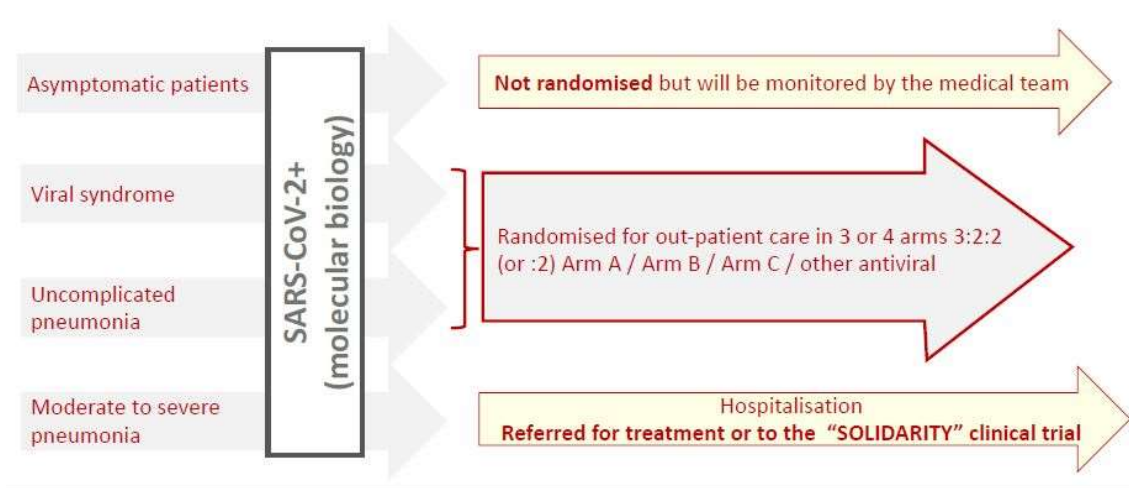 Asymptomatic patients
Viral syndrome
Uncomplicated
pneumonia
Moderate to severe
pneumonia
SARS-CoV-2+
(molecular biology)
Not randomised but will be monitored by the medical team
Randomised for out-patient care in 3 or 4 arms 3:2:2
(or :2) Arm A / Arm B / Arm C / other antiviral
Hospitalisation
Referred for treatment or to the “SOLIDARITY” clinical trial